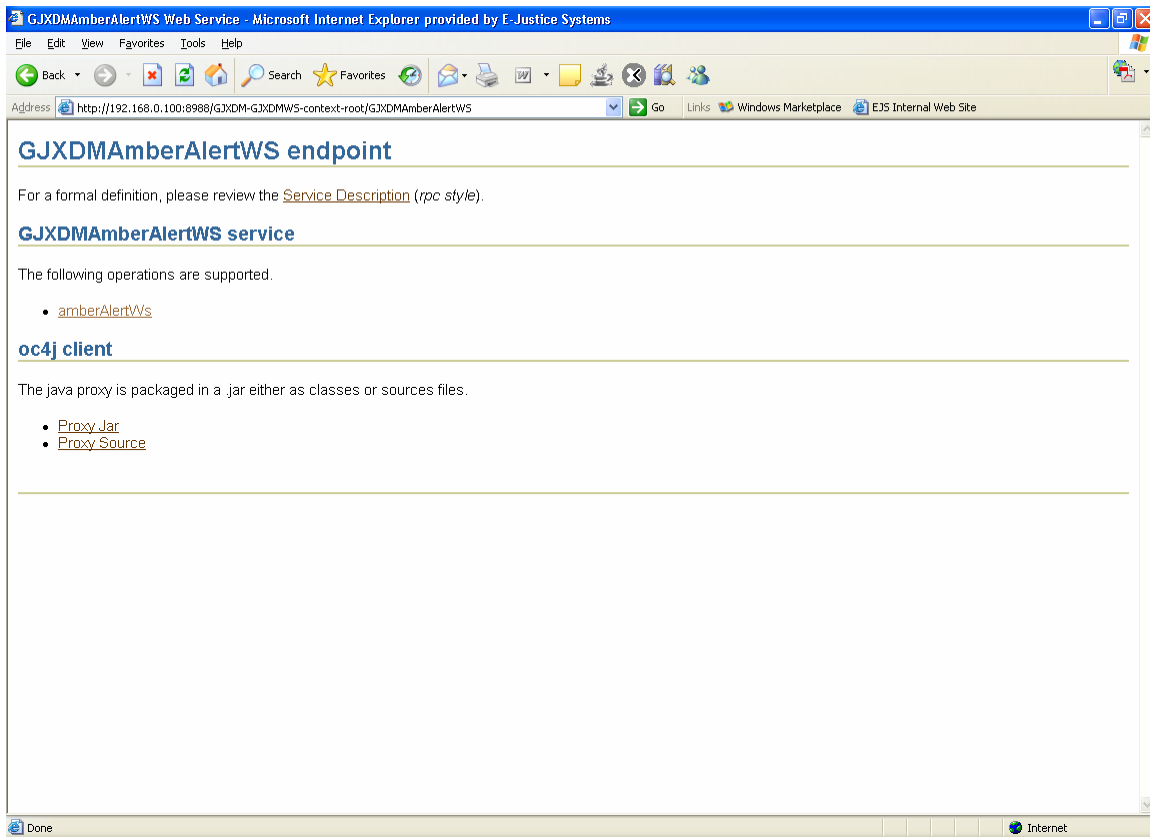 GJXDMAmberAlertWS Web Service - Microsoft Internet Explorer provided by E-Justice Systems
File Edit View Favorites Tools Help
Back Search Favorites
Address http://192.168.0.100:8988/GJXDM-GJXDMWS-context-root/GJXDMAmberAlertWS Go Links Windows Marketplace EJS Internal Web Site
GJXDMAmberAlertWS endpoint
For a formal definition, please review the Service Description (rpc style).
GJXDMAmberAlertWS service
The following operations are supported.
• amberAlertWs
oc4j client
The java proxy is packaged in a .jar either as classes or sources files.
• Proxy Jar
• Proxy Source
Done Internet